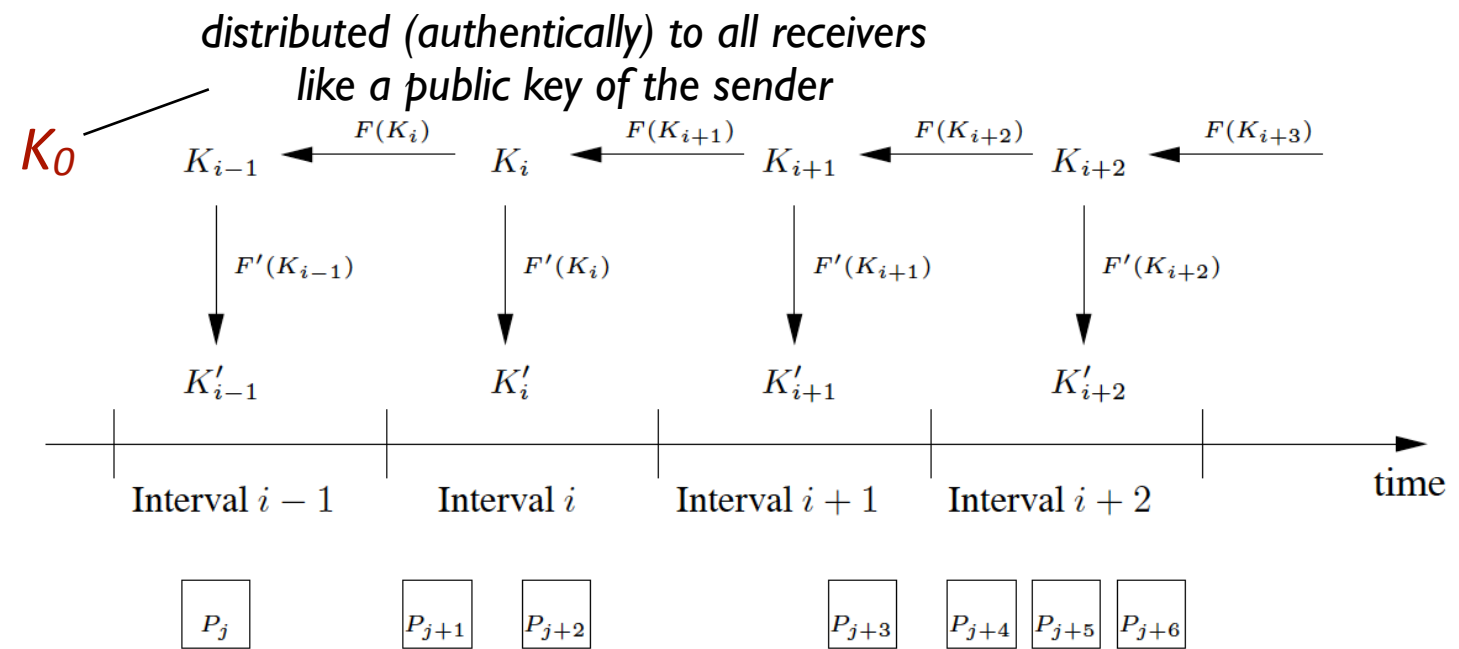 distributed (authentically) to all receivers
like a public key of the sender
K₀
F(Kᵢ) F(Kᵢ₊₁) F(Kᵢ₊₂) F(Kᵢ₊₃)
Kᵢ₋₁ Kᵢ Kᵢ₊₁ Kᵢ₊₂
F′(Kᵢ₋₁) F′(Kᵢ) F′(Kᵢ₊₁) F′(Kᵢ₊₂)
K′ᵢ₋₁ K′ᵢ K′ᵢ₊₁ K′ᵢ₊₂
time
Interval i − 1 Interval i Interval i + 1 Interval i + 2
Pⱼ Pⱼ₊₁ Pⱼ₊₂ Pⱼ₊₃ Pⱼ₊₄ Pⱼ₊₅ Pⱼ₊₆